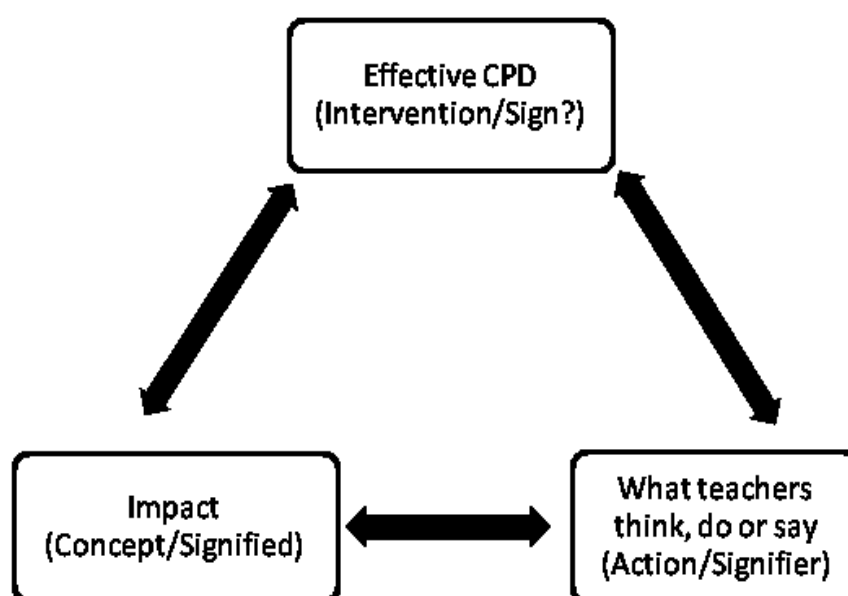 Effective CPD
(Intervention/Sign?)
Impact
(Concept/Signified)
What teachers
think, do or say
(Action/Signifier)